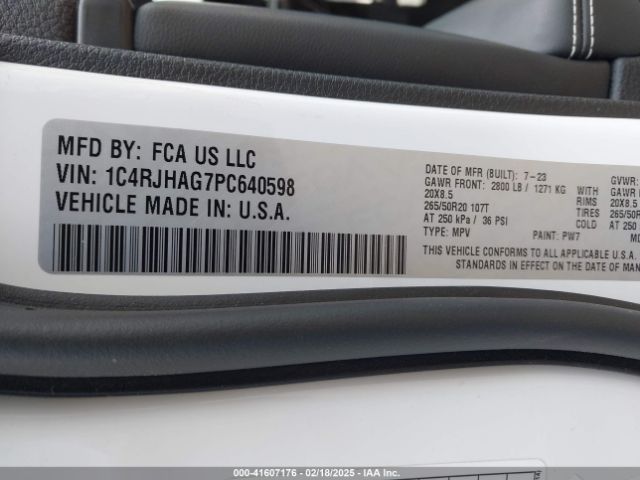 MFD BY: FCA US LLC
VIN: 1C4RJHAG7PC640598
VEHICLE MADE IN: U.S.A.
DATE OF MFR (BUILT): 7-23 GVWR:
GAWR FRONT: 2800 LB / 1271 KG WITH GAWR
20X8.5 RIMS 20X8.5
265/50R20 107T TIRES 265/50
AT 250 kPa / 36 PSI COLD AT 250
TYPE: MPV PAINT: PW7
THIS VEHICLE CONFORMS TO ALL APPLICABLE U.S.A.
STANDARDS IN EFFECT ON THE DATE OF MAN
000-41607176 - 02/18/2025 - IAAI.com